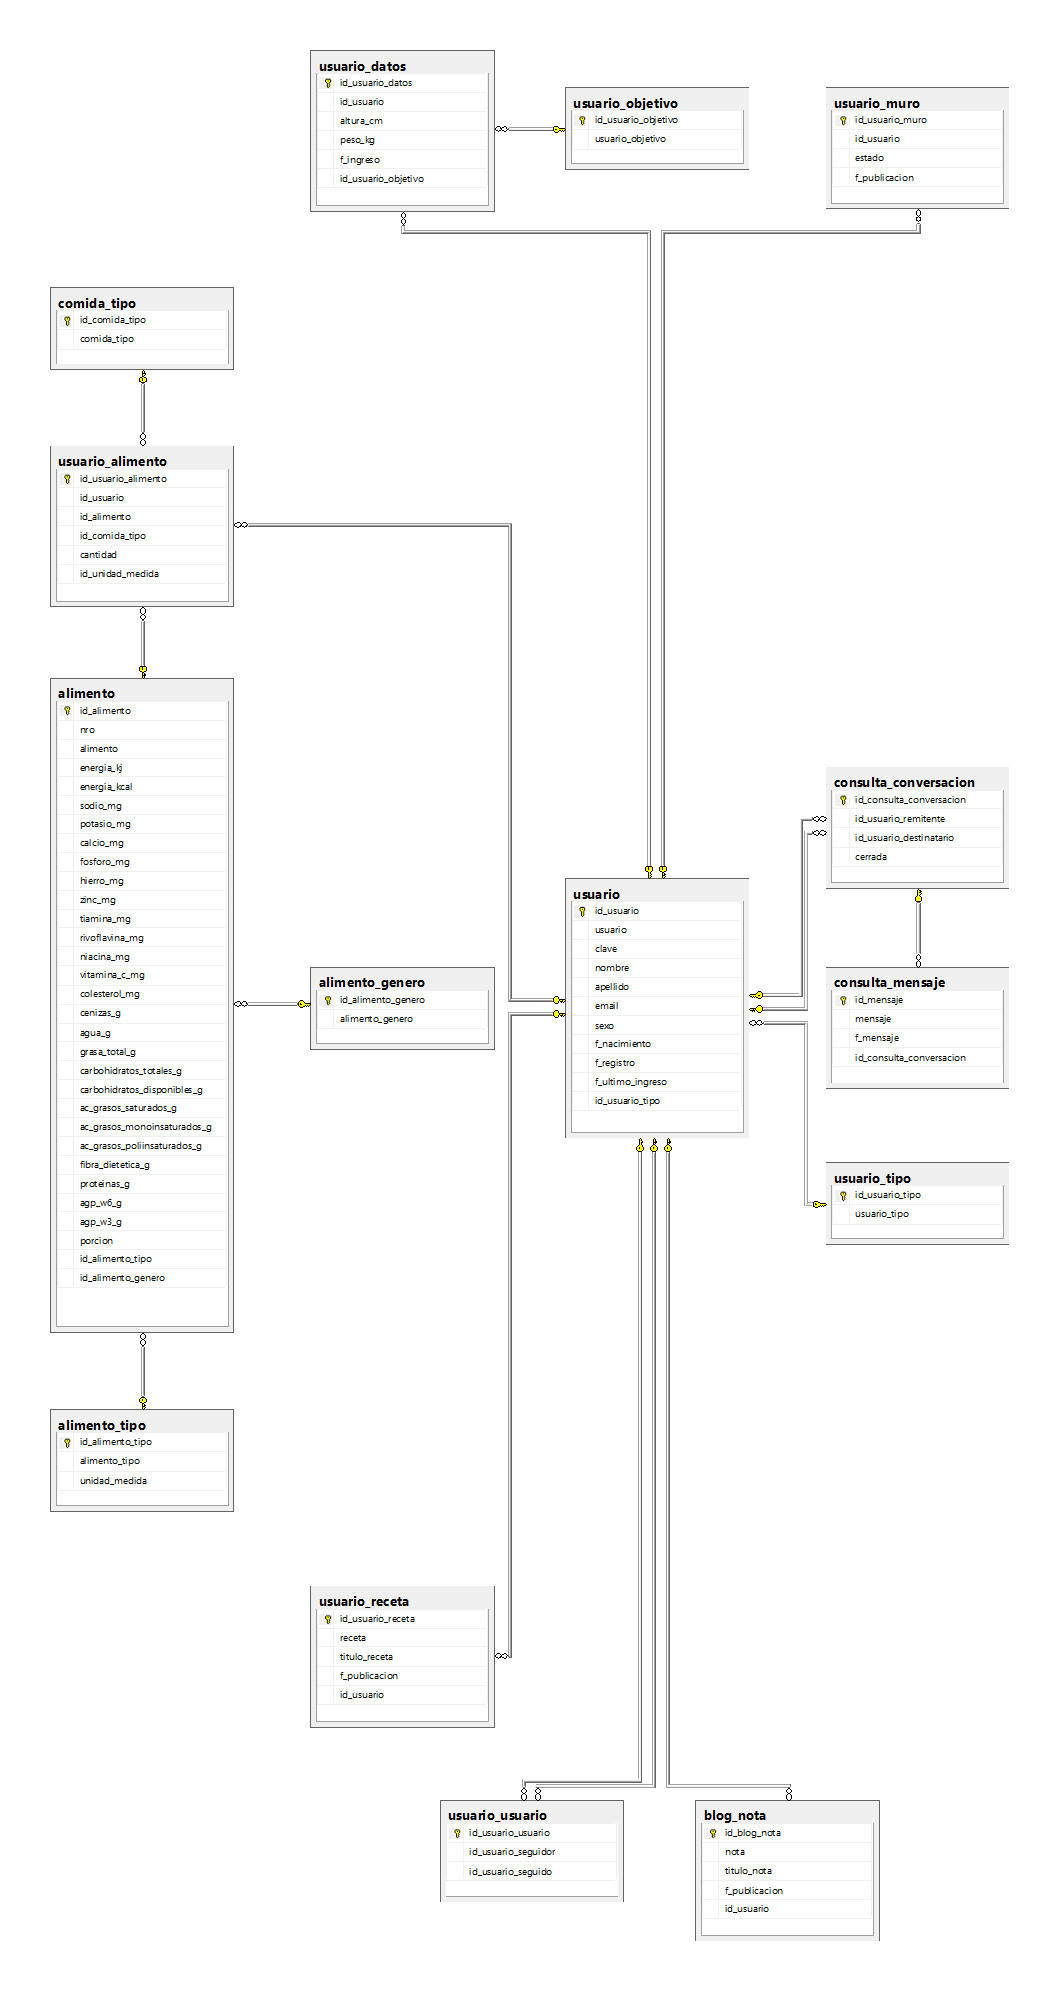 usuario_datos
id_usuario_datos
id_usuario
altura_cm
peso_kg
f_ingreso
id_usuario_objetivo
usuario_objetivo
id_usuario_objetivo
usuario_objetivo
usuario_muro
id_usuario_muro
id_usuario
estado
f_publicacion
comida_tipo
id_comida_tipo
comida_tipo
usuario_alimento
id_usuario_alimento
id_usuario
id_alimento
id_comida_tipo
cantidad
id_unidad_medida
alimento
id_alimento
nro
alimento
energia_kj
energia_kcal
sodio_mg
potasio_mg
calcio_mg
fosforo_mg
hierro_mg
zinc_mg
tiamina_mg
rivoflavina_mg
niacina_mg
vitamina_c_mg
colesterol_mg
cenizas_g
agua_g
grasa_total_g
carbohidratos_totales_g
carbohidratos_disponibles_g
ac_grasos_saturados_g
ac_grasos_monoinsaturados_g
ac_grasos_poliinsaturados_g
fibra_dietetica_g
proteinas_g
agp_w6_g
agp_w3_g
porcion
id_alimento_tipo
id_alimento_genero
alimento_genero
id_alimento_genero
alimento_genero
usuario
id_usuario
usuario
clave
nombre
apellido
email
sexo
f_nacimiento
f_registro
f_ultimo_ingreso
id_usuario_tipo
consulta_conversacion
id_consulta_conversacion
id_usuario_remitente
id_usuario_destinatario
cerrada
consulta_mensaje
id_mensaje
mensaje
f_mensaje
id_consulta_conversacion
usuario_tipo
id_usuario_tipo
usuario_tipo
alimento_tipo
id_alimento_tipo
alimento_tipo
unidad_medida
usuario_receta
id_usuario_receta
receta
titulo_receta
f_publicacion
id_usuario
usuario_usuario
id_usuario_usuario
id_usuario_seguidor
id_usuario_seguido
blog_nota
id_blog_nota
nota
titulo_nota
f_publicacion
id_usuario